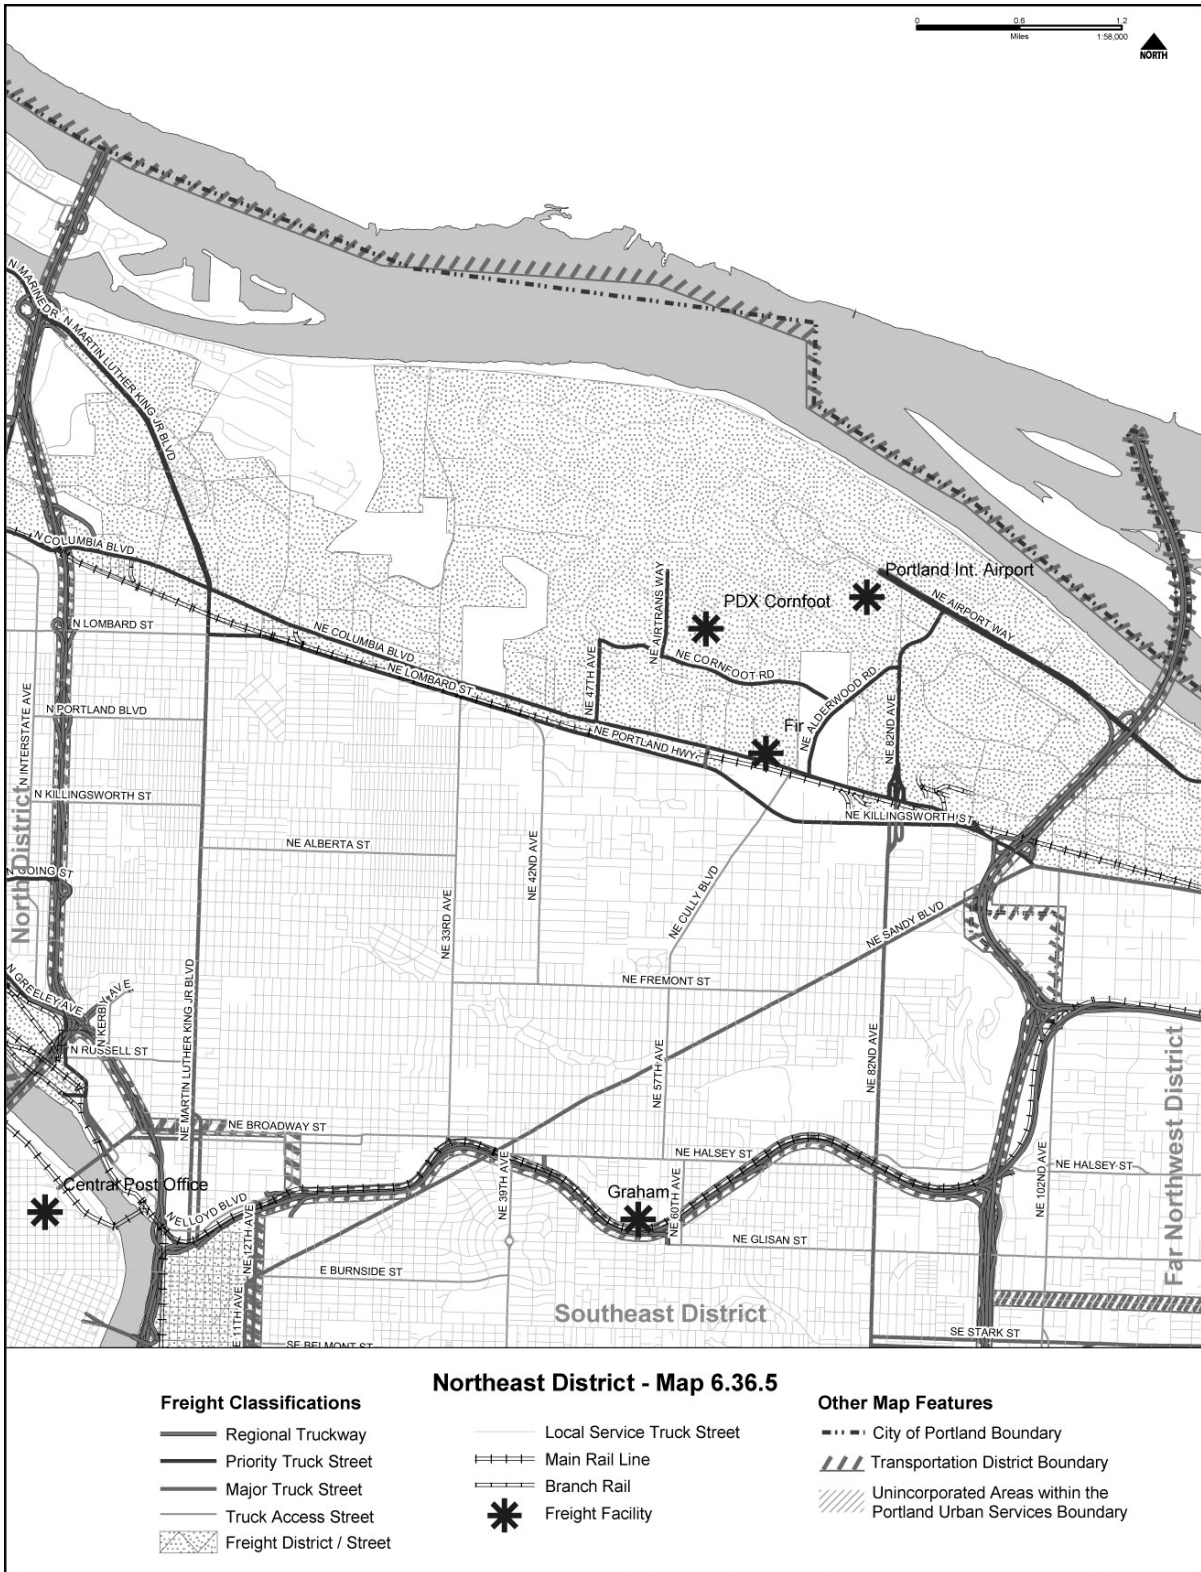 0 0.6 1.2
Miles 1:58,000
NORTH
N MARINE DR
N MARTIN LUTHER KING JR BLVD
Portland Int. Airport
N COLUMBIA BLVD
PDX Cornfoot
NE AIRPORT WAY
NE AIRTRANS WAY
N LOMBARD ST
NE COLUMBIA BLVD
NE CORNFOOT RD
NE LOMBARD ST
NE 47TH AVE
NE ALDERWOOD RD
N INTERSTATE AVE
N PORTLAND BLVD
NE PORTLAND HWY
Fir
NE 82ND AVE
N KILLINGSWORTH ST
NE KILLINGSWORTH ST
North District
NE ALBERTA ST
NE 42ND AVE
N GOING ST
NE CULLY BLVD
NE 33RD AVE
NE SANDY BLVD
N GREELEY AVE
N KERBY AVE
NE MARTIN LUTHER KING JR BLVD
NE FREMONT ST
N RUSSELL ST
NE 57TH AVE
NE 82ND AVE
Far Northwest District
NE BROADWAY ST
NE HALSEY ST
NE HALSEY ST
NE 102ND AVE
Central Post Office
NE LLOYD BLVD
NE 39TH AVE
Graham
NE 60TH AVE
NE 12TH AVE
NE GLISAN ST
E BURNSIDE ST
E 11TH AVE
Southeast District
SE STARK ST
SE BELMONT ST
Northeast District - Map 6.36.5
Freight Classifications
Regional Truckway
Priority Truck Street
Major Truck Street
Truck Access Street
Freight District / Street
Local Service Truck Street
Main Rail Line
Branch Rail
Freight Facility
Other Map Features
City of Portland Boundary
Transportation District Boundary
Unincorporated Areas within the
Portland Urban Services Boundary